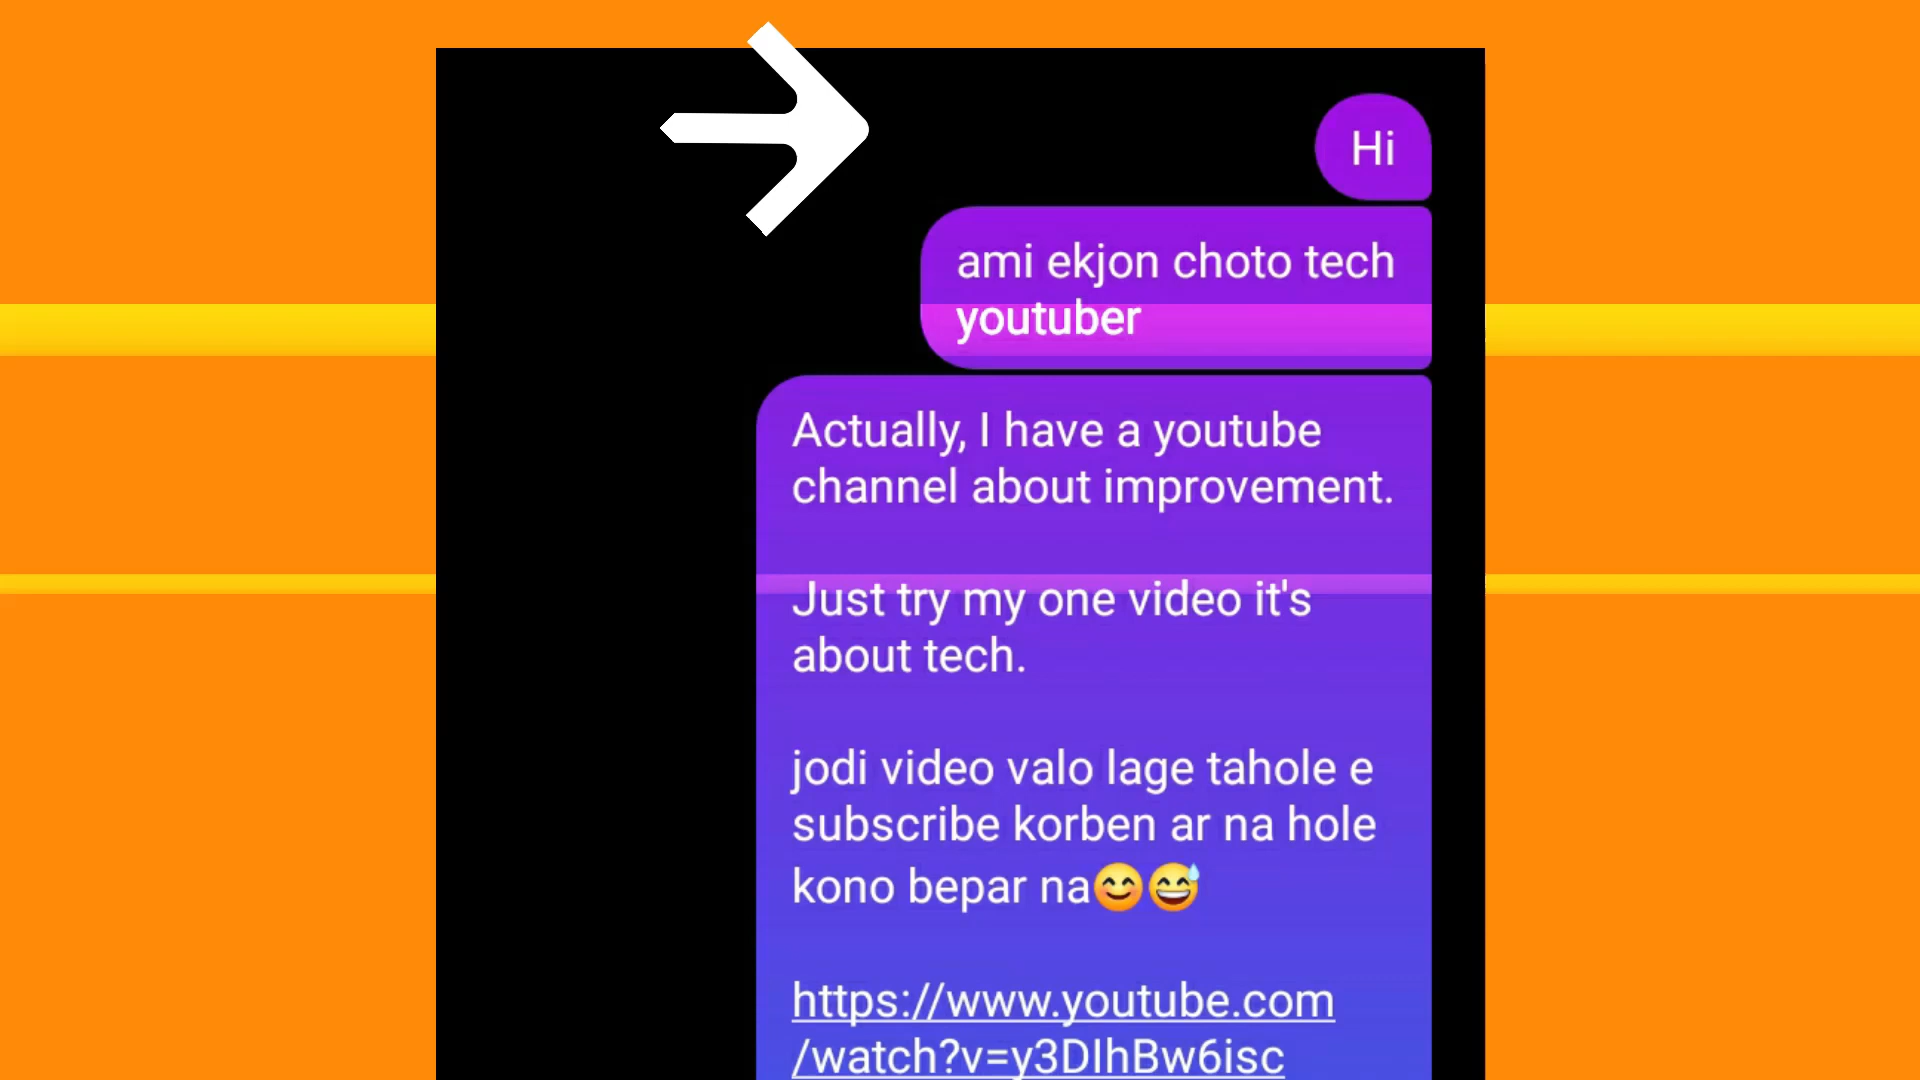 Hi
ami ekjon choto tech
youtuber
Actually, I have a youtube
channel about improvement.
Just try my one video it's
about tech.
jodi video valo lage tahole e
subscribe korben ar na hole
kono bepar na😊😅
https://www.youtube.com
/watch?v=y3DIhBw6isc